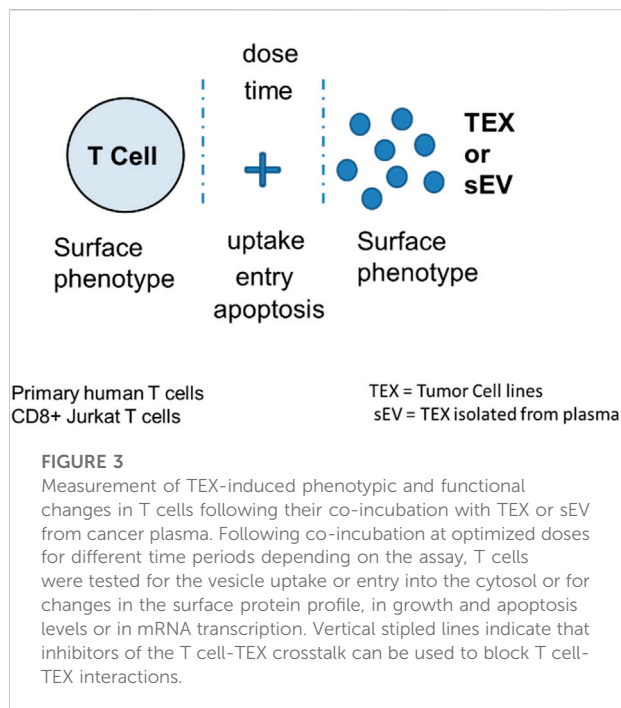 dose
time
T Cell
TEX
or
sEV
Surface
phenotype
uptake
entry
apoptosis
Surface
phenotype
Primary human T cells
CD8+ Jurkat T cells
TEX = Tumor Cell lines
sEV = TEX isolated from plasma
FIGURE 3
Measurement of TEX-induced phenotypic and functional
changes in T cells following their co-incubation with TEX or sEV
from cancer plasma. Following co-incubation at optimized doses
for different time periods depending on the assay, T cells
were tested for the vesicle uptake or entry into the cytosol or for
changes in the surface protein profile, in growth and apoptosis
levels or in mRNA transcription. Vertical stipled lines indicate that
inhibitors of the T cell-TEX crosstalk can be used to block T cell-
TEX interactions.